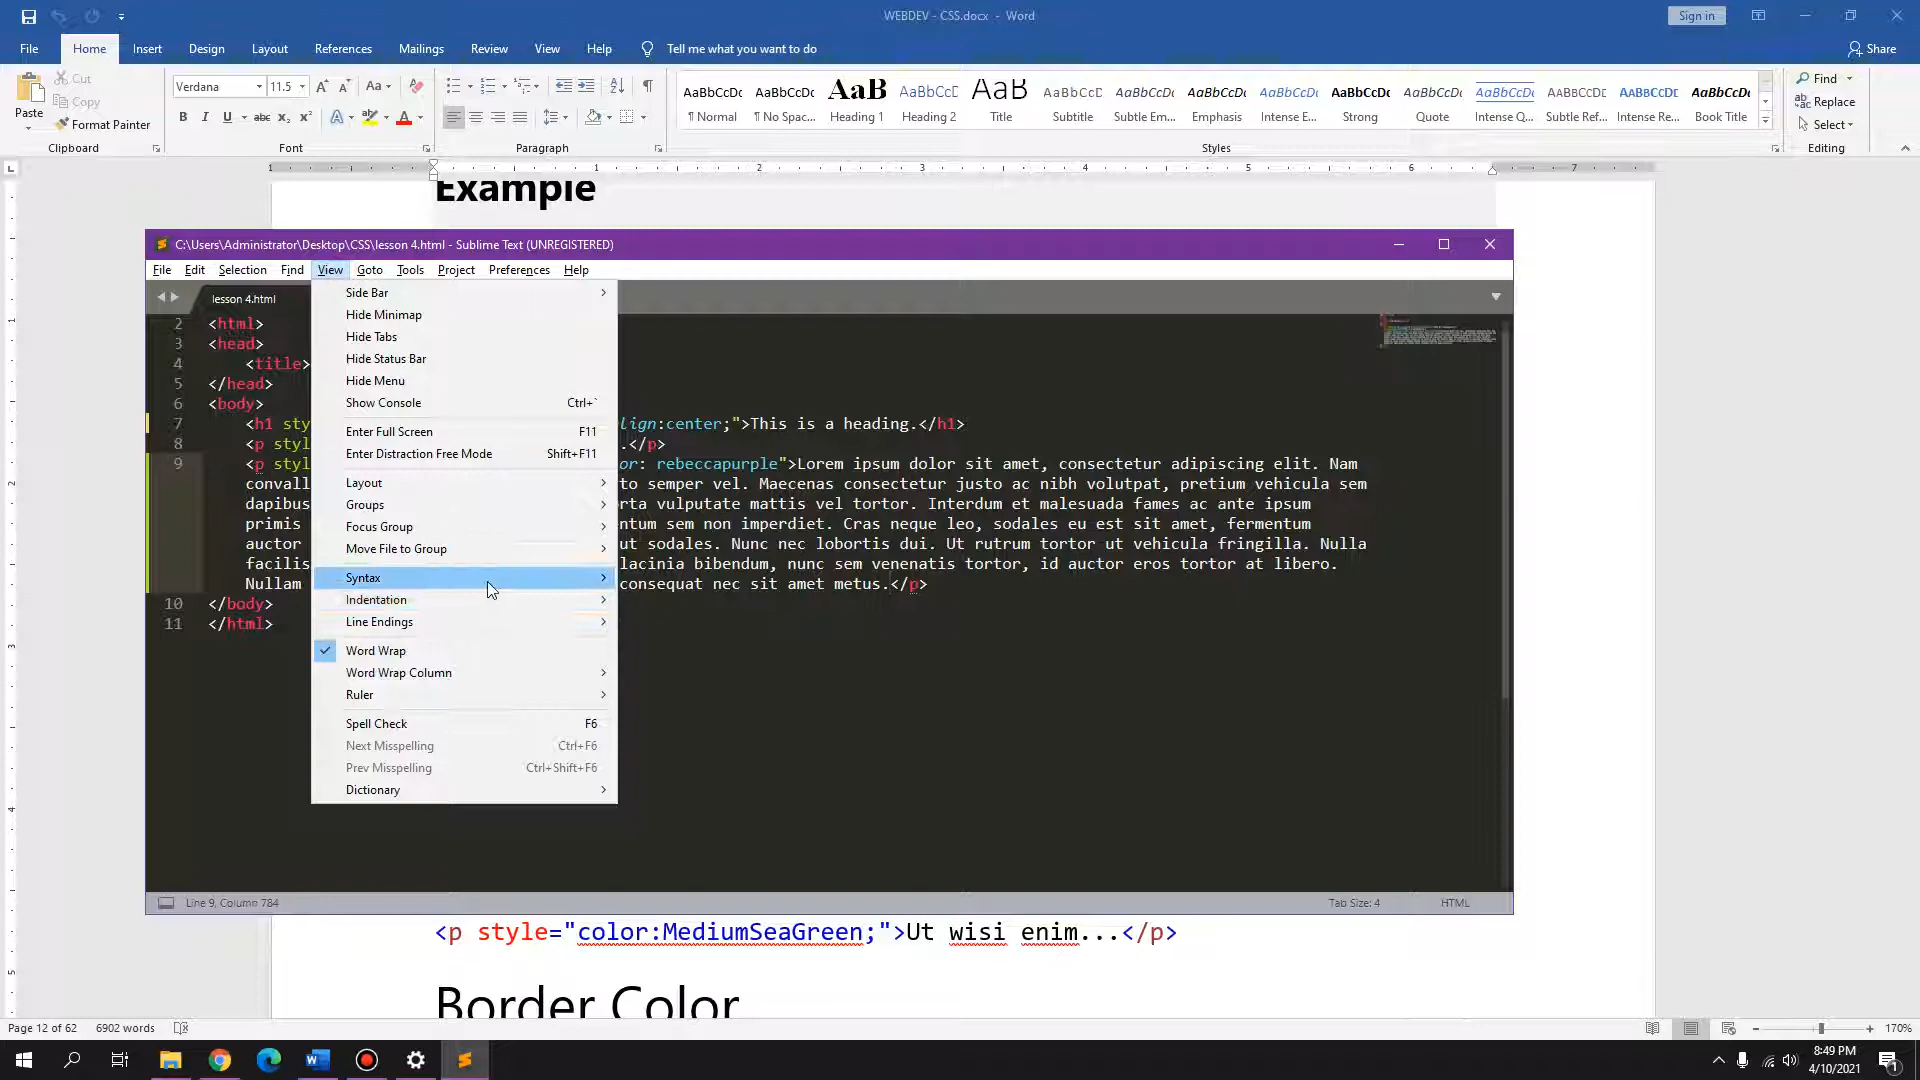 WEBDEV - CSS.docx - Word
Sign in
File Home Insert Design Layout References Mailings Review View Help Tell me what you want to do Share
Paste
Cut
Copy
Format Painter
Clipboard
Verdana 11.5
Font
Paragraph
AaBbCcDc ¶ Normal
AaBbCcDc ¶ No Spac...
AaB Heading 1
AaBbCcC Heading 2
AaB Title
AaBbCcDc Subtitle
AaBbCcDc Subtle Em...
AaBbCcDc Emphasis
AaBbCcDc Intense E...
AaBbCcDc Strong
AaBbCcDc Quote
AaBbCcDc Intense Q...
AABBCCDC Subtle Ref...
AABBCCDC Intense Re...
AaBbCcDc Book Title
Styles
Find
Replace
Select
Editing
1 1 2 3 4 5 6 7
Example
C:\Users\Administrator\Desktop\CSS\lesson 4.html - Sublime Text (UNREGISTERED)
File Edit Selection Find View Goto Tools Project Preferences Help
lesson 4.html
Side Bar
Hide Minimap
Hide Tabs
Hide Status Bar
Hide Menu
Show Console Ctrl+`
Enter Full Screen F11
Enter Distraction Free Mode Shift+F11
Layout
Groups
Focus Group
Move File to Group
Syntax
Indentation
Line Endings
Word Wrap
Word Wrap Column
Ruler
Spell Check F6
Next Misspelling Ctrl+F6
Prev Misspelling Ctrl+Shift+F6
Dictionary
2 <html>
3 <head>
4 <title>
5 </head>
6 <body>
7 <h1 sty lign:center;">This is a heading.</h1>
8 <p styl .</p>
9 <p styl or: rebeccapurple">Lorem ipsum dolor sit amet, consectetur adipiscing elit. Nam
convall to semper vel. Maecenas consectetur justo ac nibh volutpat, pretium vehicula sem
dapibus rta vulputate mattis vel tortor. Interdum et malesuada fames ac ante ipsum
primis ntum sem non imperdiet. Cras neque leo, sodales eu est sit amet, fermentum
auctor ut sodales. Nunc nec lobortis dui. Ut rutrum tortor ut vehicula fringilla. Nulla
facilis lacinia bibendum, nunc sem venenatis tortor, id auctor eros tortor at libero.
Nullam consequat nec sit amet metus.</p>
10 </body>
11 </html>
Line 9, Column 784
Tab Size: 4
HTML
<p style="color:MediumSeaGreen;">Ut wisi enim...</p>
Border Color
Page 12 of 62 6902 words
170%
8:49 PM
4/10/2021
1